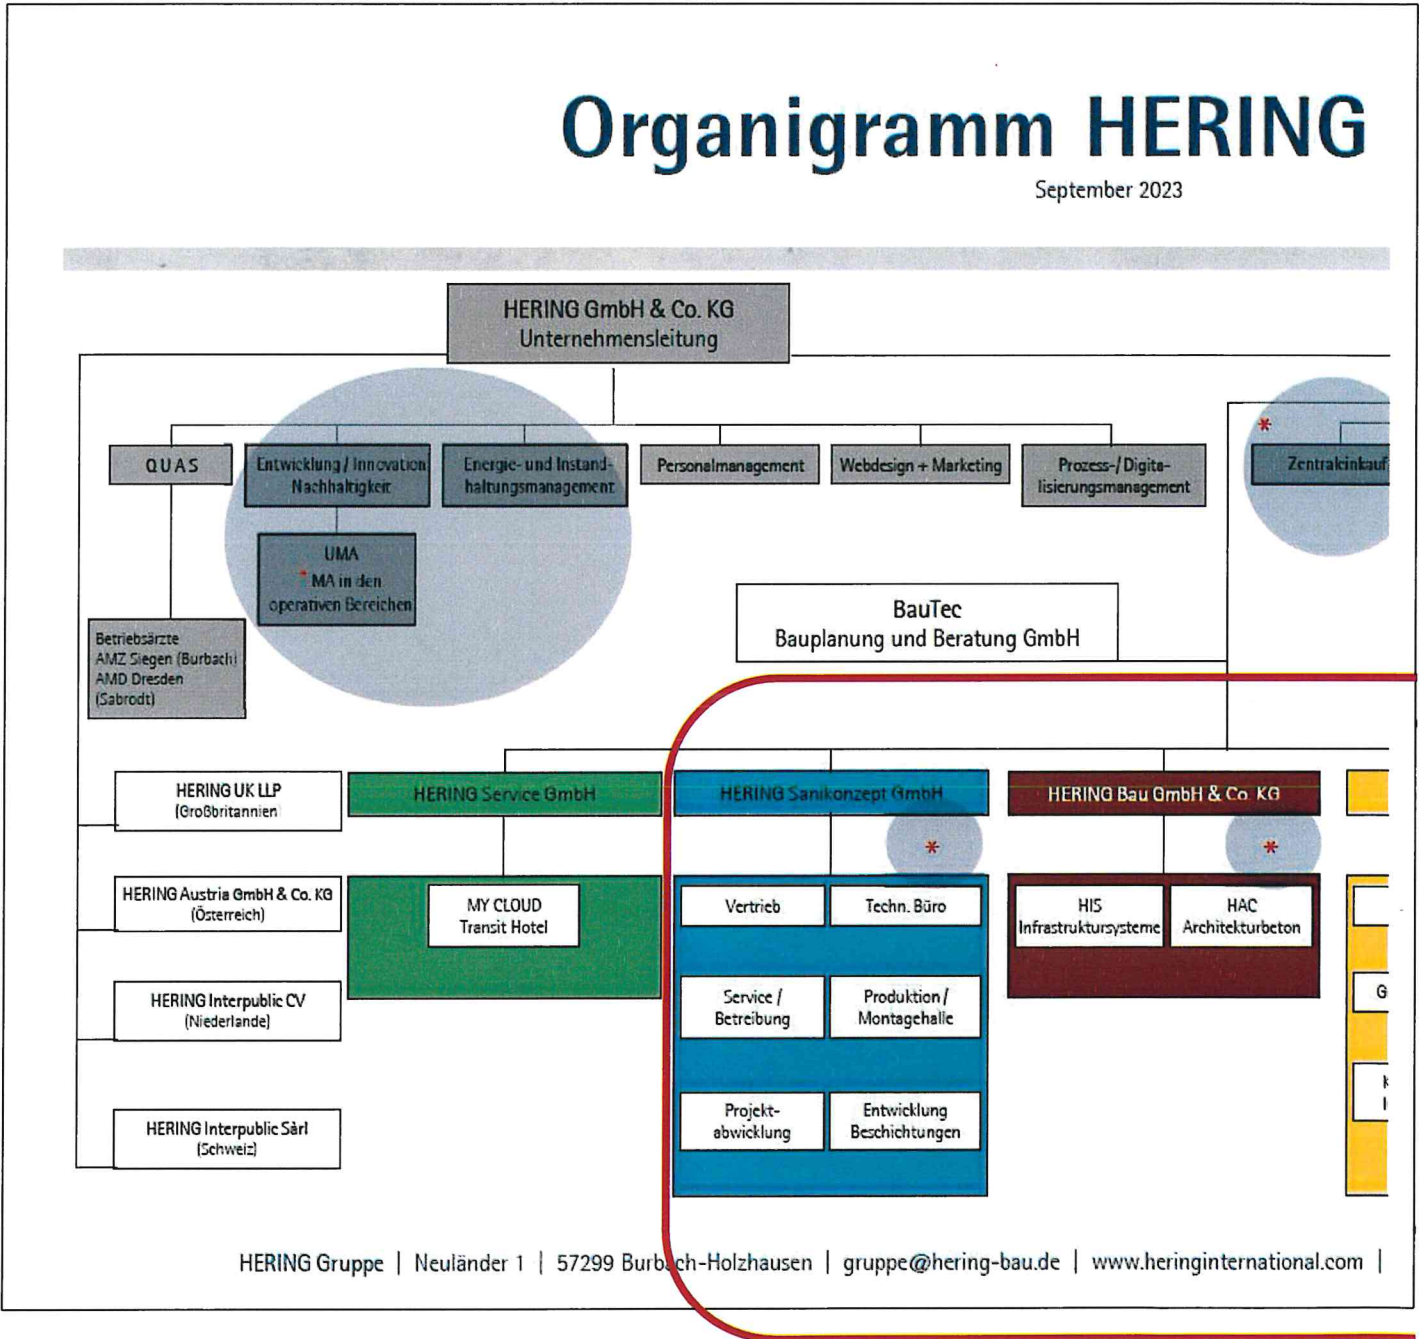 Organigramm HERING
September 2023
HERING GmbH & Co. KG
Unternehmensleitung
QUAS
Entwicklung / Innovation
Nachhaltigkeit
Energie- und Instand-
haltungsmanagement
Personalmanagement
Webdesign + Marketing
Prozess-/ Digita-
lisierungsmanagement
*
Zentraleinkauf
UMA
* MA in den
operativen Bereichen
Betriebsärzte
AMZ Siegen (Burbach)
AMD Dresden
(Sabrodt)
BauTec
Bauplanung und Beratung GmbH
HERING UK LLP
(Großbritannien
HERING Austria GmbH & Co. KG
(Österreich)
HERING Interpublic CV
(Niederlande)
HERING Interpublic Sàrl
(Schweiz)
HERING Service GmbH
MY CLOUD
Transit Hotel
HERING Sanikonzept GmbH
*
Vertrieb
Techn. Büro
Service /
Betreibung
Produktion /
Montagehalle
Projekt-
abwicklung
Entwicklung
Beschichtungen
HERING Bau GmbH & Co. KG
*
HIS
Infrastruktursysteme
HAC
Architekturbeton
G
HERING Gruppe | Neuländer 1 | 57299 Burbach-Holzhausen | gruppe@hering-bau.de | www.heringinternational.com |